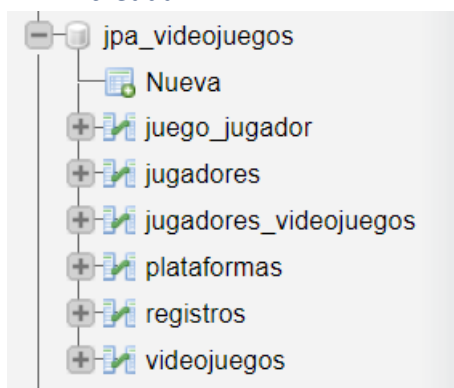 jpa_videojuegos
Nueva
juego_jugador
jugadores
jugadores_videojuegos
plataformas
registros
videojuegos